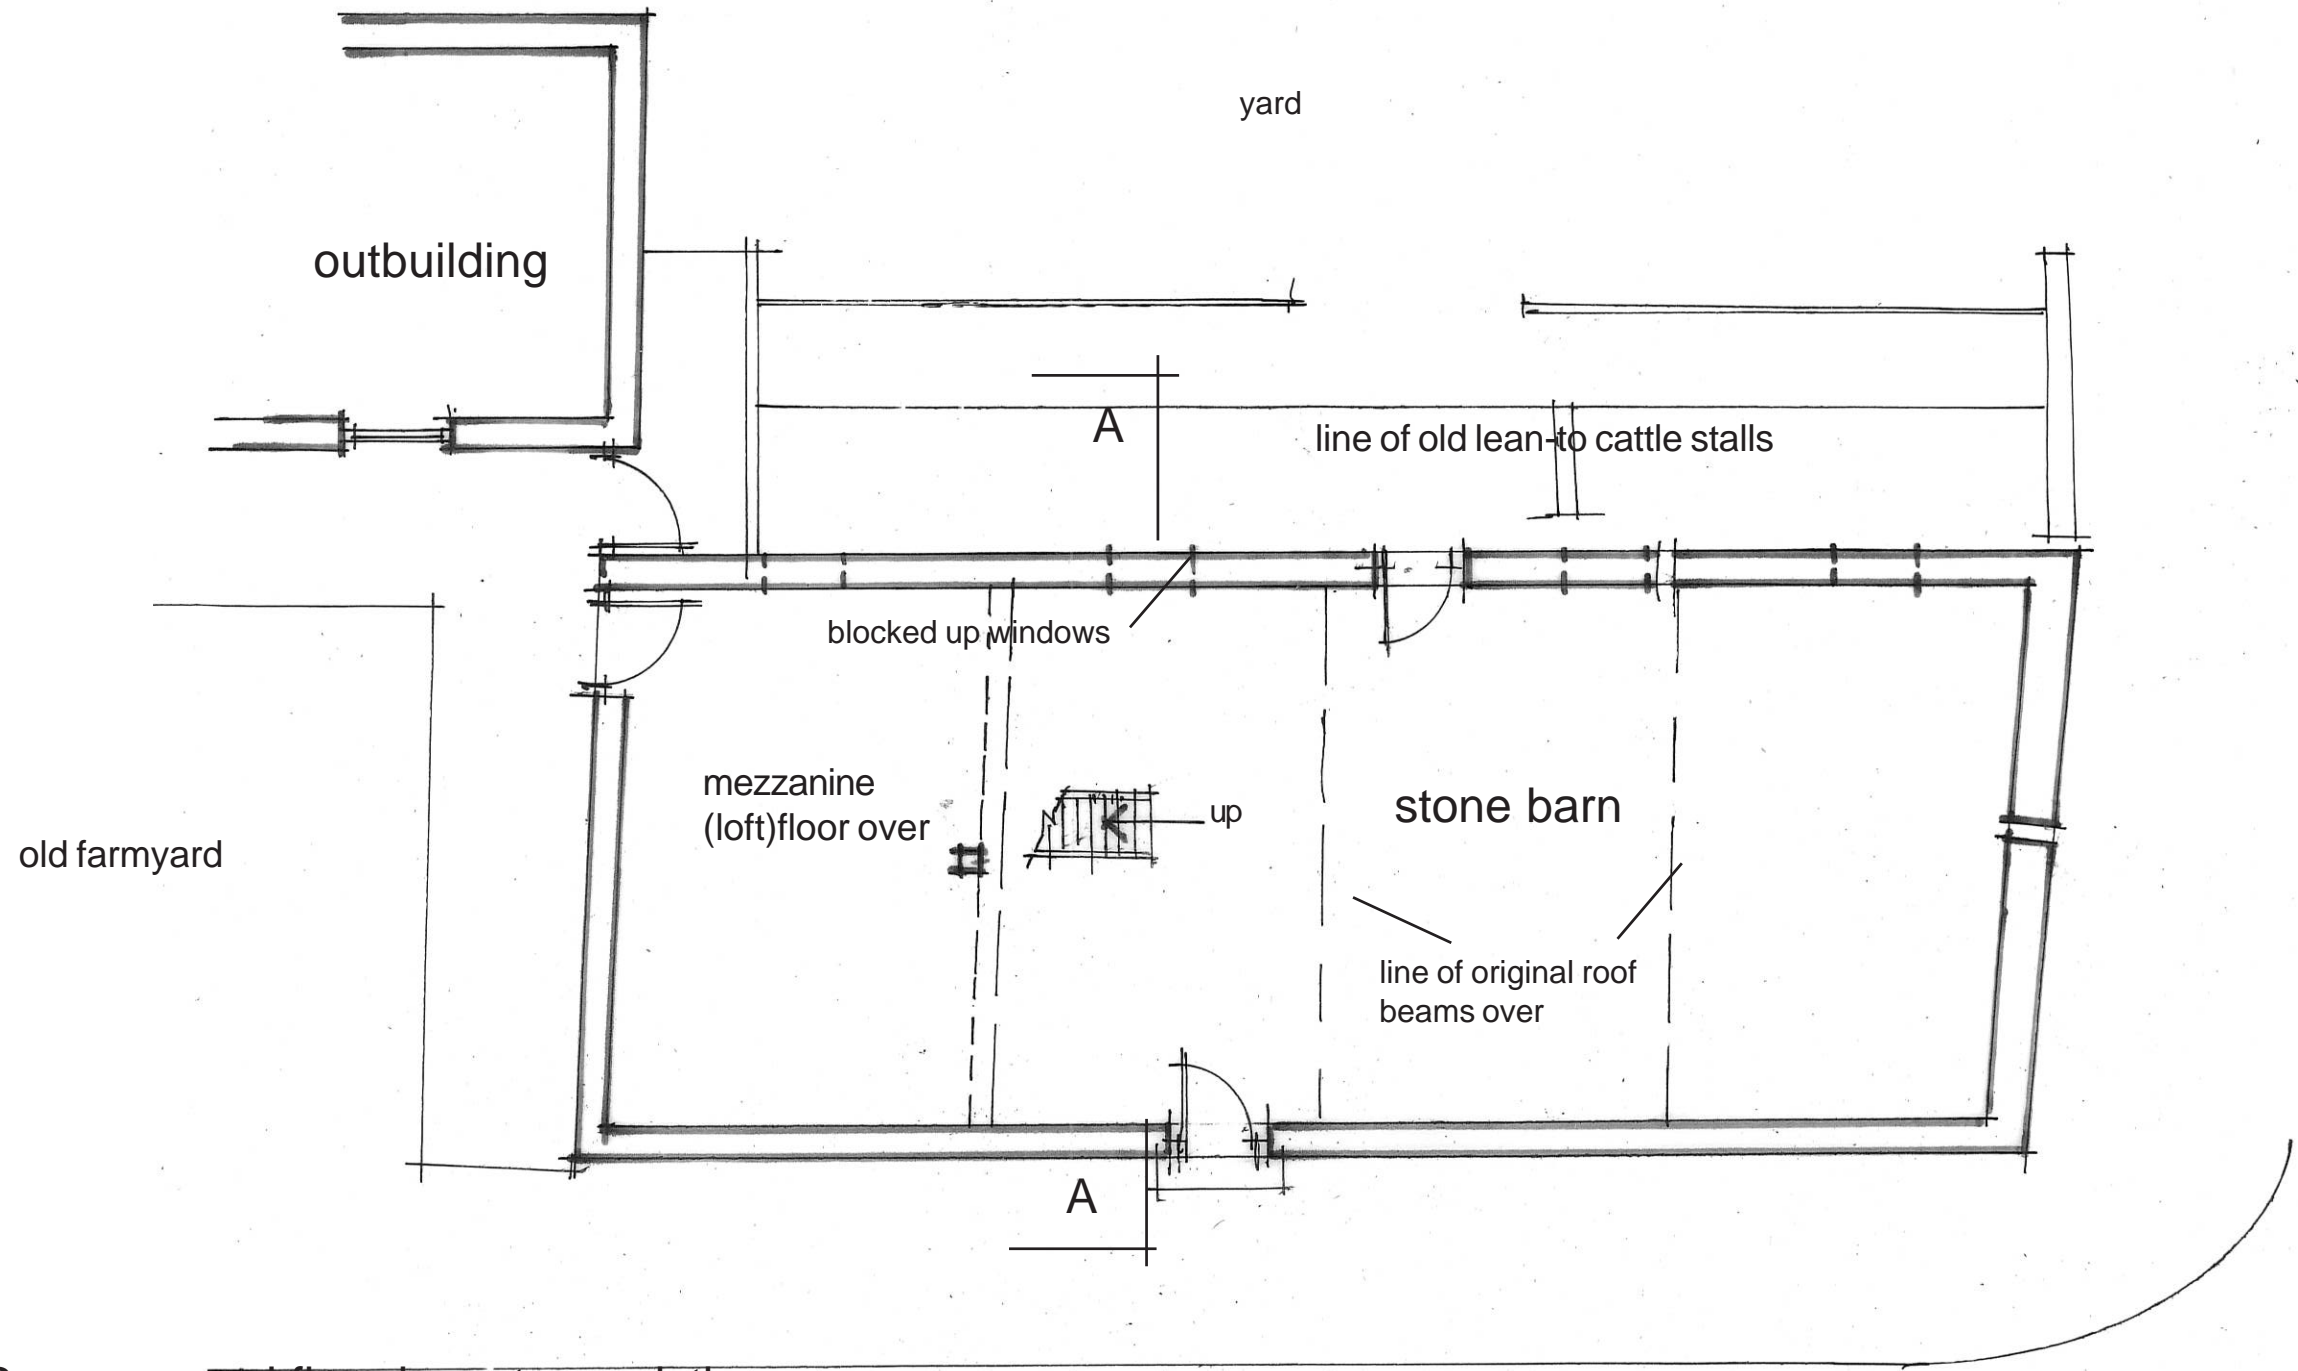 yard
outbuilding
A
line of old lean-to cattle stalls
blocked up windows
mezzanine
(loft)floor over
up
stone barn
old farmyard
line of original roof
beams over
A